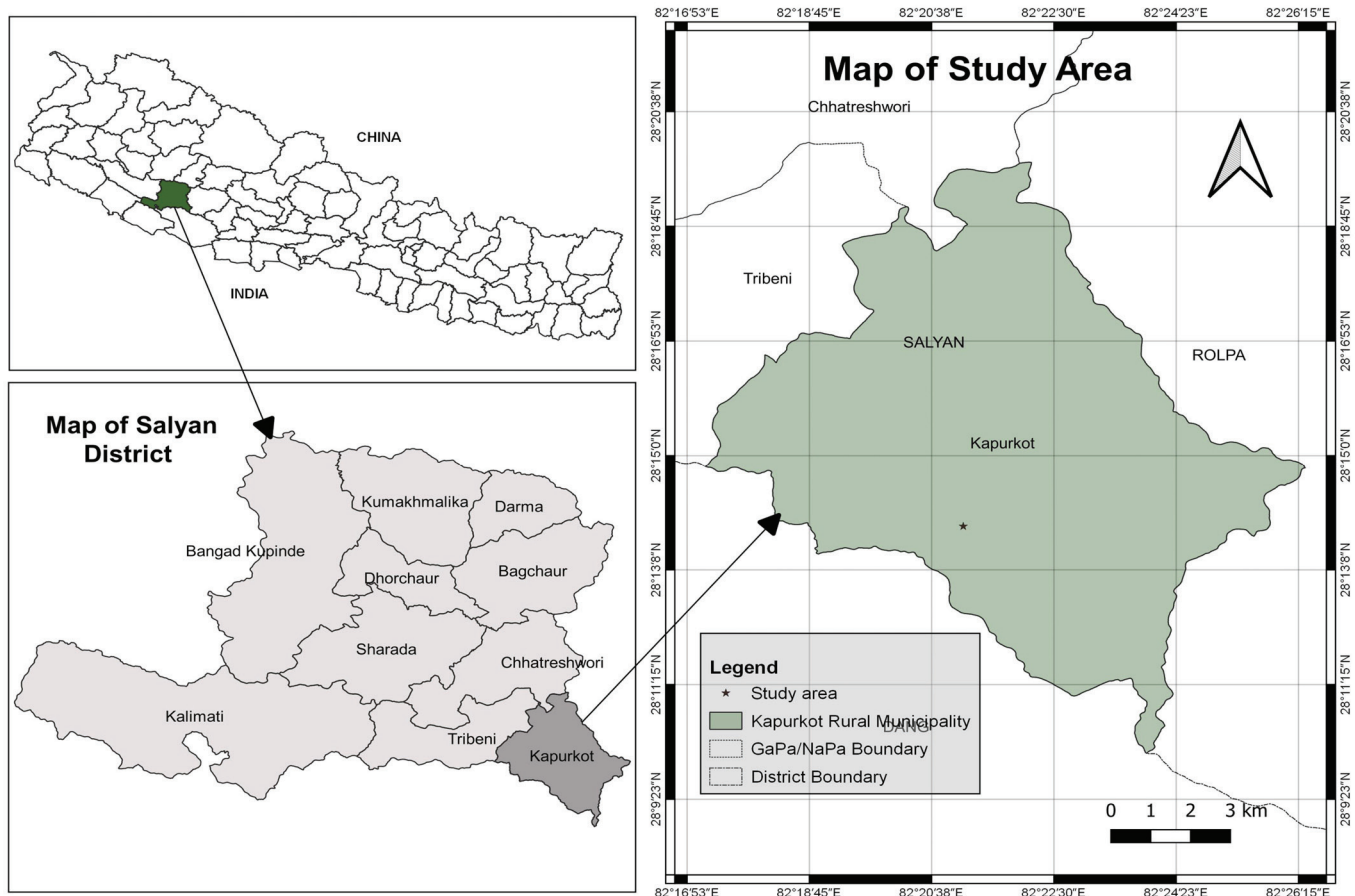 CHINA
INDIA
Map of Salyan
District
Kumakhmalika
Darma
Bangad Kupinde
Dhorchaur
Bagchaur
Sharada
Chhatreshwori
Kalimati
Tribeni
Kapurkot
82°16'53"E 82°18'45"E 82°20'38"E 82°22'30"E 82°24'23"E 82°26'15"E
Map of Study Area
Chhatreshwori
28°20'38"N 28°20'38"N
28°18'45"N 28°18'45"N
Tribeni
28°16'53"N 28°16'53"N
SALYAN
ROLPA
Kapurkot
28°15'0"N 28°15'0"N
28°13'8"N 28°13'8"N
28°11'15"N 28°11'15"N
Legend
Study area
Kapurkot Rural Municipality
DANG
GaPa/NaPa Boundary
District Boundary
28°9'23"N 28°9'23"N
0 1 2 3 km
82°16'53"E 82°18'45"E 82°20'38"E 82°22'30"E 82°24'23"E 82°26'15"E